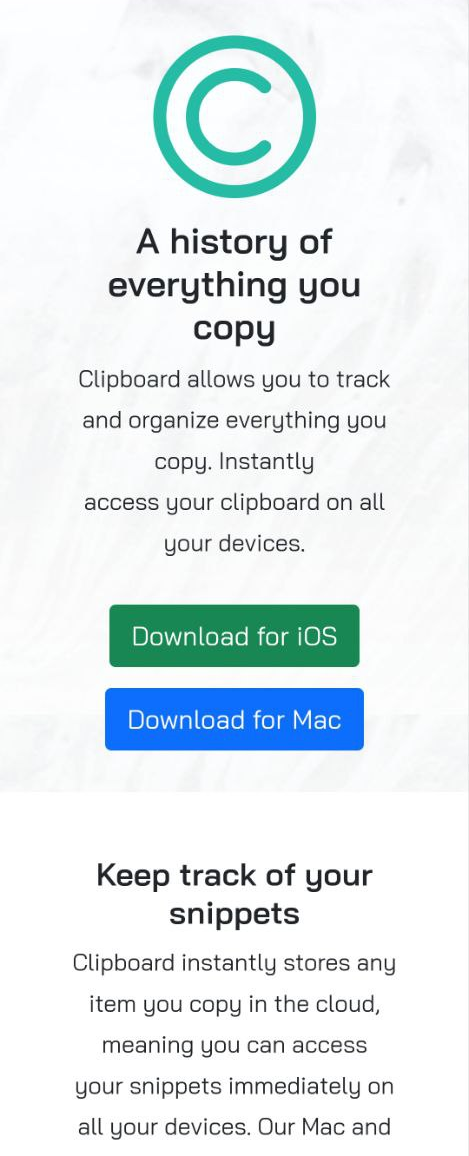 A history of
everything you
copy
Clipboard allows you to track
and organize everything you
copy. Instantly
access your clipboard on all
your devices.
Download for iOS
Download for Mac
Keep track of your
snippets
Clipboard instantly stores any
item you copy in the cloud,
meaning you can access
your snippets immediately on
all your devices. Our Mac and